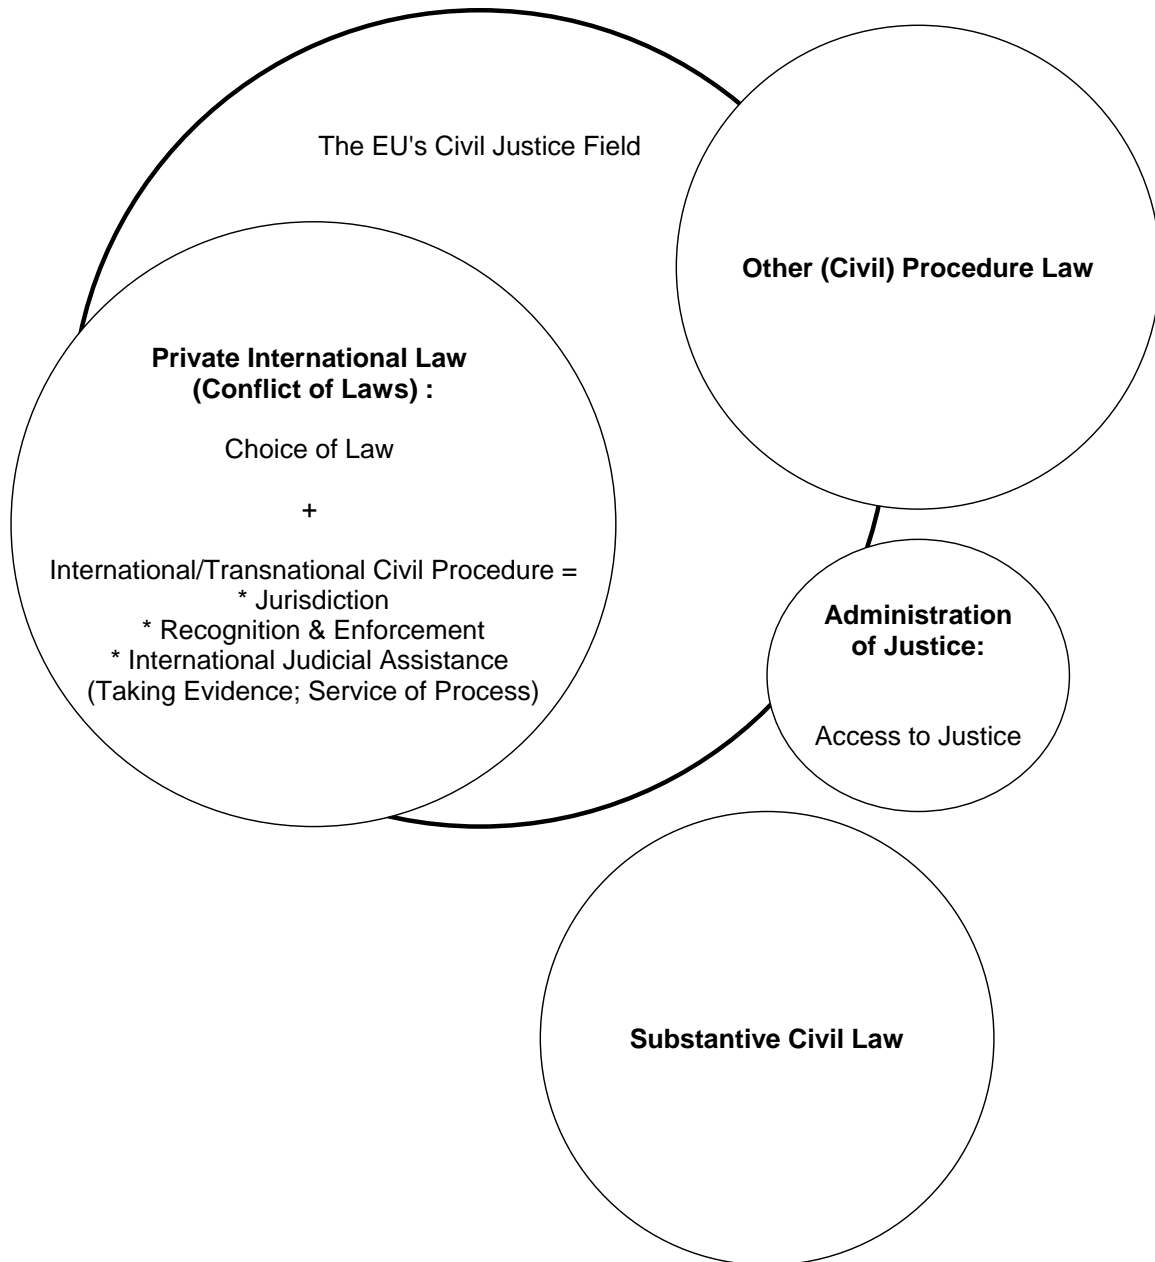 The EU's Civil Justice Field
Other (Civil) Procedure Law
Private International Law
(Conflict of Laws) :
Choice of Law
+
International/Transnational Civil Procedure =
* Jurisdiction
* Recognition & Enforcement
* International Judicial Assistance
(Taking Evidence; Service of Process)
Administration
of Justice:
Access to Justice
Substantive Civil Law